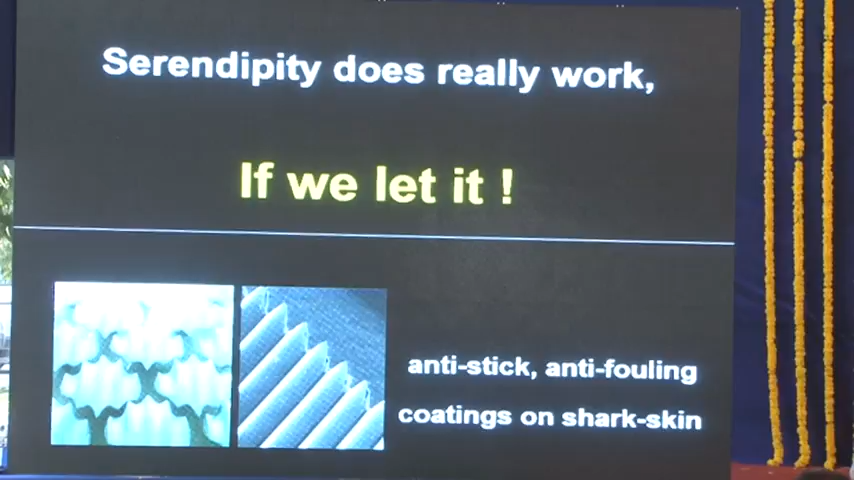 Serendipity does really work,
If we let it !
anti-stick, anti-fouling
coatings on shark-skin